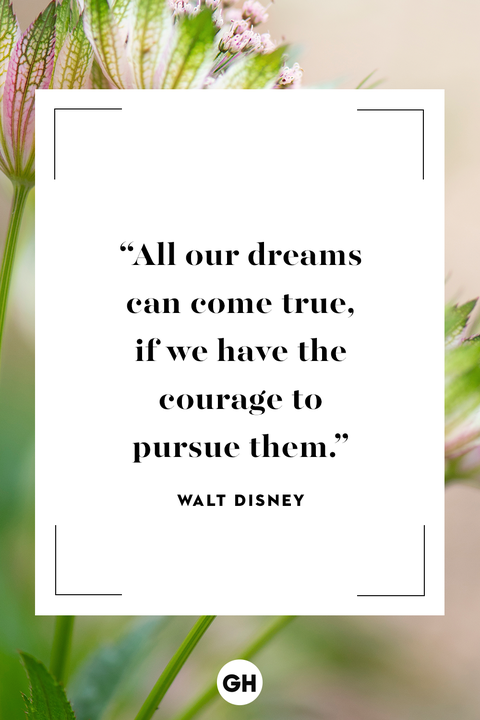 “All our dreams
can come true,
if we have the
courage to
pursue them.”
WALT DISNEY
GH